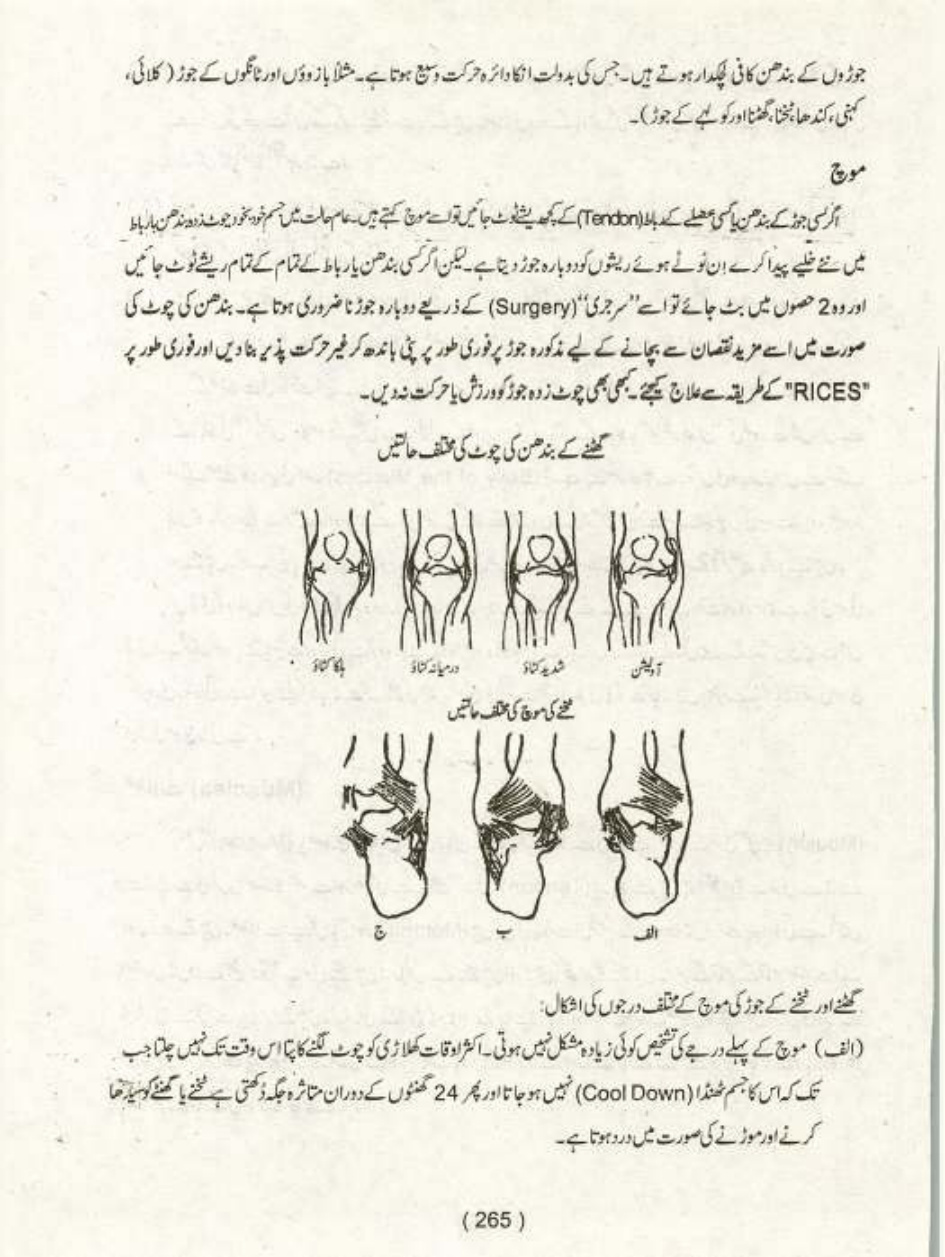 جوڑوں کے بندھن کافی لچکدار ہوتے ہیں۔ جس کی بدولت انکا دائرہ حرکت وسیع ہوتا ہے۔ مثلاً بازوؤں اور ٹانگوں کے جوڑ (کلائی،
کہنی، کندھا، ٹخنا، گھٹنا اور کولہے کے جوڑ)۔
موچ
اگر کسی جوڑ کے بندھن یا کسی عضلے کے رباط (Tendon) کے کچھ ریشے ٹوٹ جائیں تو اسے موچ کہتے ہیں۔ عام حالت میں جسم خود بخود چوٹ زدہ بندھن یا رباط
میں نئے خلیے پیدا کرے اِن ٹوٹے ہوئے ریشوں کو دوبارہ جوڑ دیتا ہے۔ لیکن اگر کسی بندھن یا رباط کے تمام کے تمام ریشے ٹوٹ جائیں
اور وہ 2 حصوں میں بٹ جائے تو اسے "سرجری" (Surgery) کے ذریعے دوبارہ جوڑنا ضروری ہوتا ہے۔ بندھن کی چوٹ کی
صورت میں اسے مزید نقصان سے بچانے کے لیے مذکورہ جوڑ پر فوری طور پر پٹی باندھ کر غیر حرکت پذیر بنا دیں اور فوری طور پر
"RICES" کے طریقہ سے علاج کیجئے۔ کبھی بھی چوٹ زدہ جوڑ کو ورزش یا حرکت نہ دیں۔
گھٹنے کے بندھن کی چوٹ کی مختلف حالتیں
آولیشن شدید کٹاؤ درمیانہ کٹاؤ ہلکا کٹاؤ
ٹخنے کی موچ کی مختلف حالتیں
الف ب ج
گھٹنے اور ٹخنے کے جوڑ کی موچ کے مختلف درجوں کی اشکال:
(الف) موچ کے پہلے درجے کی تشخیص کوئی زیادہ مشکل نہیں ہوتی۔ اکثر اوقات کھلاڑی کو چوٹ لگنے کا پتا اس وقت تک نہیں چلتا جب
تک کہ اس کا جسم ٹھنڈا (Cool Down) نہیں ہو جاتا اور پھر 24 گھنٹوں کے دوران متاثرہ جگہ دُکھتی ہے ٹخنے یا گھٹنے کو سیدھا
کرنے اور موڑنے کی صورت میں درد ہوتا ہے۔
(265)